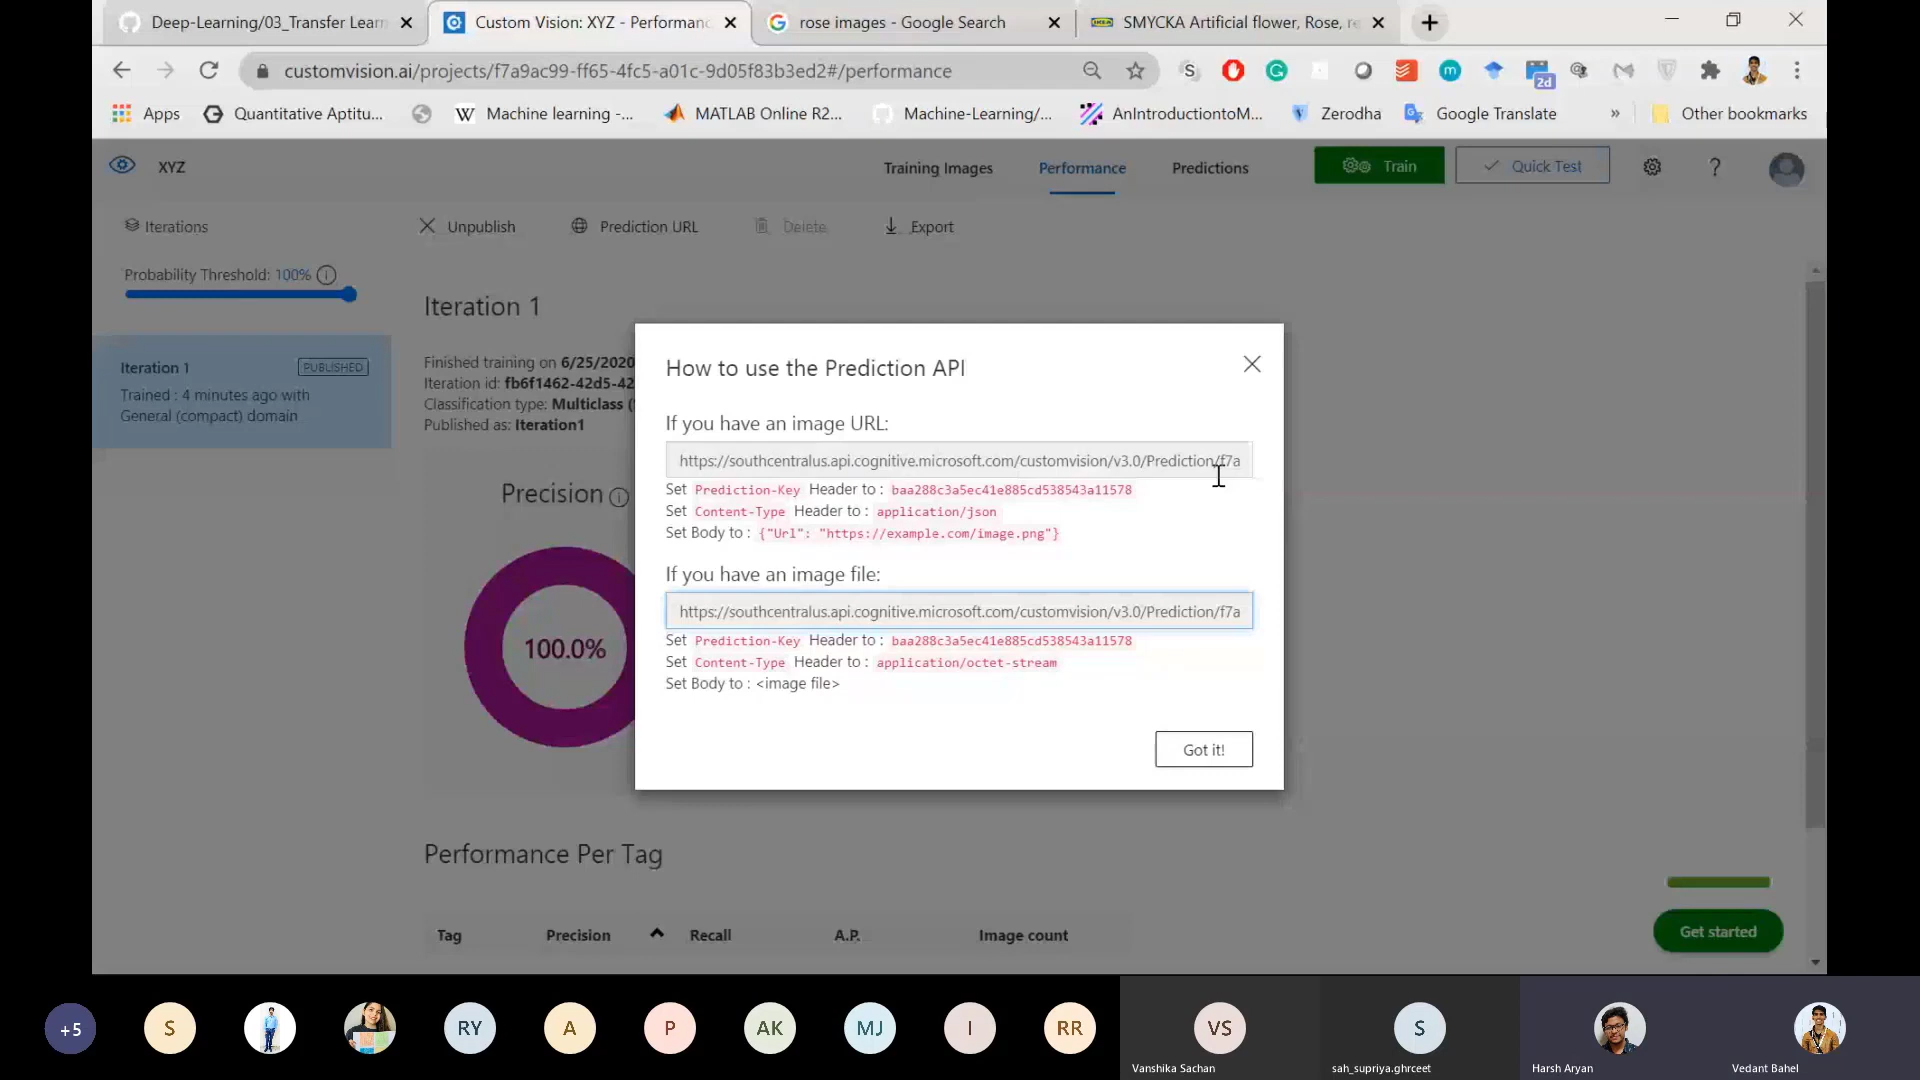 Deep-Learning/03_Transfer Learn
Custom Vision: XYZ - Performanc
rose images - Google Search
SMYCKA Artificial flower, Rose, re
customvision.ai/projects/f7a9ac99-ff65-4fc5-a01c-9d05f83b3ed2#/performance
2d
Apps
Quantitative Aptitu...
Machine learning -...
MATLAB Online R2...
Machine-Learning/...
AnIntroductiontoM...
Zerodha
Google Translate
»
Other bookmarks
XYZ
Training Images
Performance
Predictions
Train
Quick Test
Iterations
Unpublish
Prediction URL
Delete
Export
Probability Threshold: 100%
Iteration 1
PUBLISHED
Trained : 4 minutes ago with
General (compact) domain
Iteration 1
Finished training on 6/25/2020
Iteration id: fb6f1462-42d5-42
Classification type: Multiclass (
Published as: Iteration1
Precision
100.0%
How to use the Prediction API
If you have an image URL:
https://southcentralus.api.cognitive.microsoft.com/customvision/v3.0/Prediction/f7a
Set Prediction-Key Header to : baa288c3a5ec41e885cd538543a11578
Set Content-Type Header to : application/json
Set Body to : {"Url": "https://example.com/image.png"}
If you have an image file:
https://southcentralus.api.cognitive.microsoft.com/customvision/v3.0/Prediction/f7a
Set Prediction-Key Header to : baa288c3a5ec41e885cd538543a11578
Set Content-Type Header to : application/octet-stream
Set Body to : <image file>
Got it!
Performance Per Tag
Tag
Precision
Recall
A.P.
Image count
Get started
+5
S
RY
A
P
AK
MJ
I
RR
VS
S
Vanshika Sachan
sah_supriya.ghrceet
Harsh Aryan
Vedant Bahel